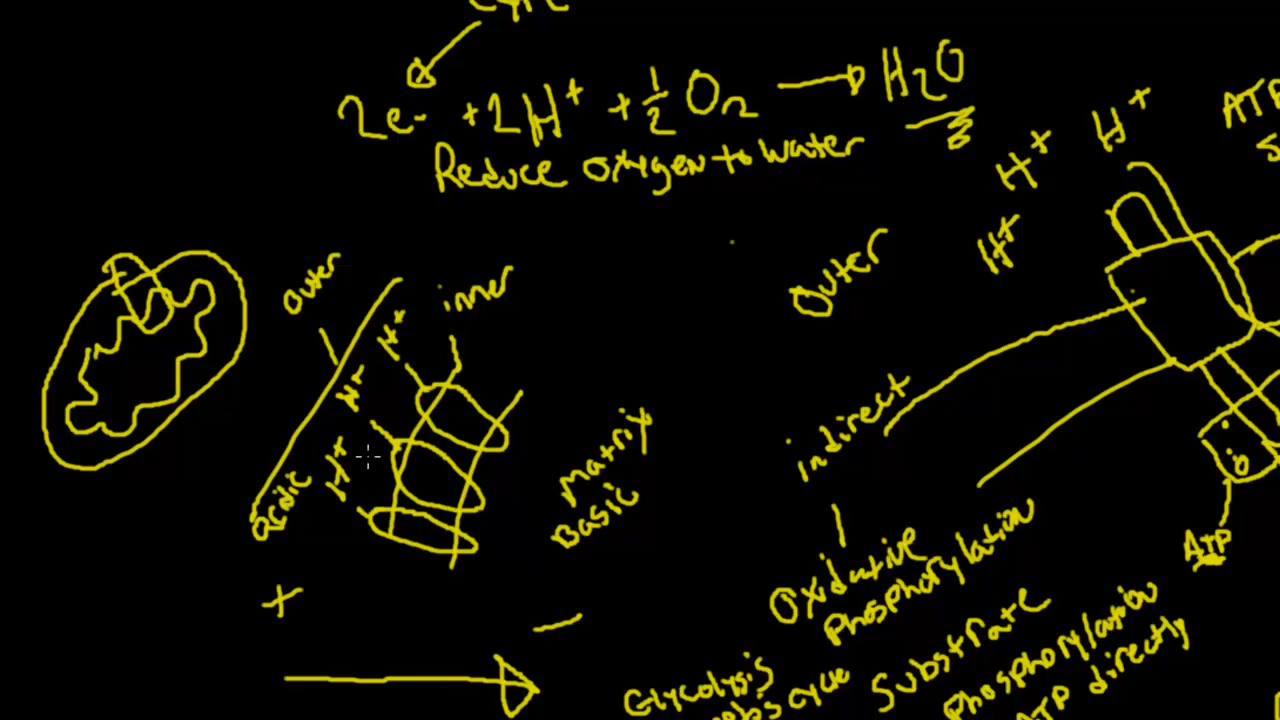 2e- +2H+ + 1/2 O2 → H2O
Reduce oxygen to water
H+
H+
H+
ATP
Outer
inner
Outer
H+
H+
H+
acidic
Matrix
Basic
indirect
Oxidative
phosphorylation
ATP
+
-
Glycolysis
Substrate
phosphorylation
ATP directly
cycle